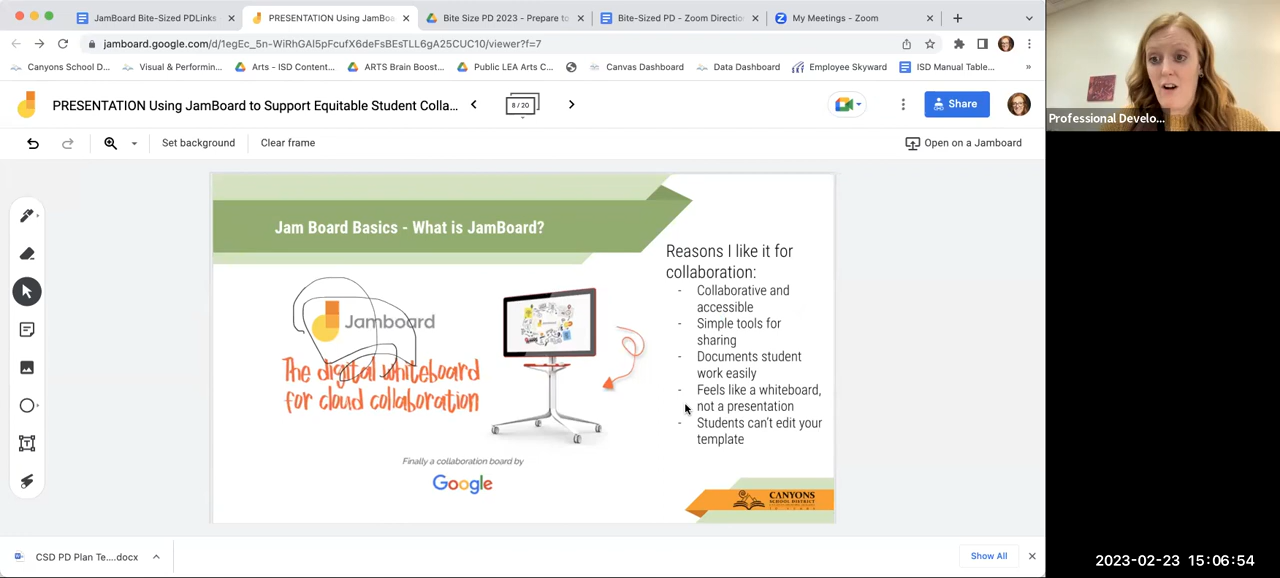 JamBoard Bite-Sized PDLinks
PRESENTATION Using JamBoa
Bite Size PD 2023 - Prepare to
Bite-Sized PD - Zoom Direction
My Meetings - Zoom
jamboard.google.com/d/1egEc_5n-WiRhGAl5pFcufX6deFsBEsTLL6gA25CUC10/viewer?f=7
Canyons School D...
Visual & Performin...
Arts - ISD Content...
ARTS Brain Boost...
Public LEA Arts C...
Canvas Dashboard
Data Dashboard
Employee Skyward
ISD Manual Table...
»
PRESENTATION Using JamBoard to Support Equitable Student Colla...
8 / 20
Share
Set background
Clear frame
Open on a Jamboard
Jam Board Basics - What is JamBoard?
Jamboard
The digital whiteboard
for cloud collaboration
Finally a collaboration board by
Google
Reasons I like it for
collaboration:
- Collaborative and
accessible
- Simple tools for
sharing
- Documents student
work easily
- Feels like a whiteboard,
not a presentation
- Students can't edit your
template
CANYONS
SCHOOL DISTRICT
CSD PD Plan Te....docx
Show All
Professional Develo...
2023-02-23 15:06:54